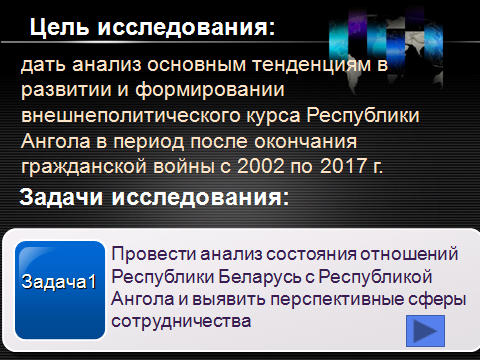 Цель исследования:
дать анализ основным тенденциям в
развитии и формировании
внешнеполитического курса Республики
Ангола в период после окончания
гражданской войны с 2002 по 2017 г.
Задачи исследования:
Задача1
Провести анализ состояния отношений
Республики Беларусь с Республикой
Ангола и выявить перспективные сферы
сотрудничества